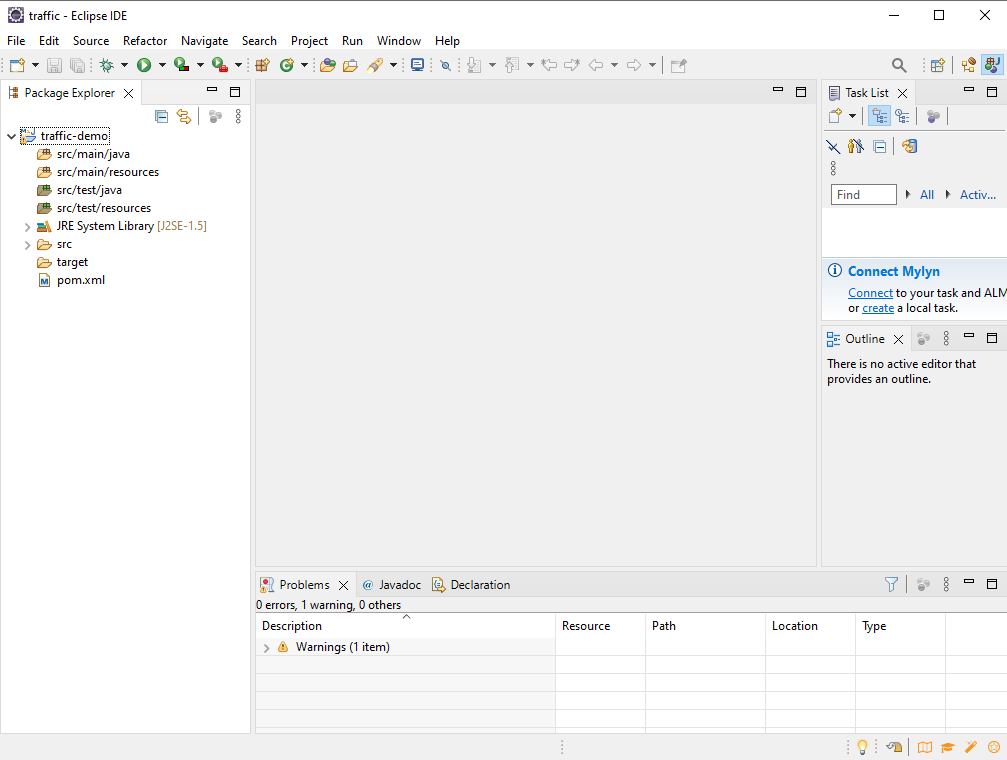 traffic - Eclipse IDE
File Edit Source Refactor Navigate Search Project Run Window Help
Package Explorer
traffic-demo
src/main/java
src/main/resources
src/test/java
src/test/resources
JRE System Library [J2SE-1.5]
src
target
pom.xml
Task List
Find All Activ...
Connect Mylyn
Connect to your task and ALM
or create a local task.
Outline
There is no active editor that
provides an outline.
Problems Javadoc Declaration
0 errors, 1 warning, 0 others
Description Resource Path Location Type
Warnings (1 item)